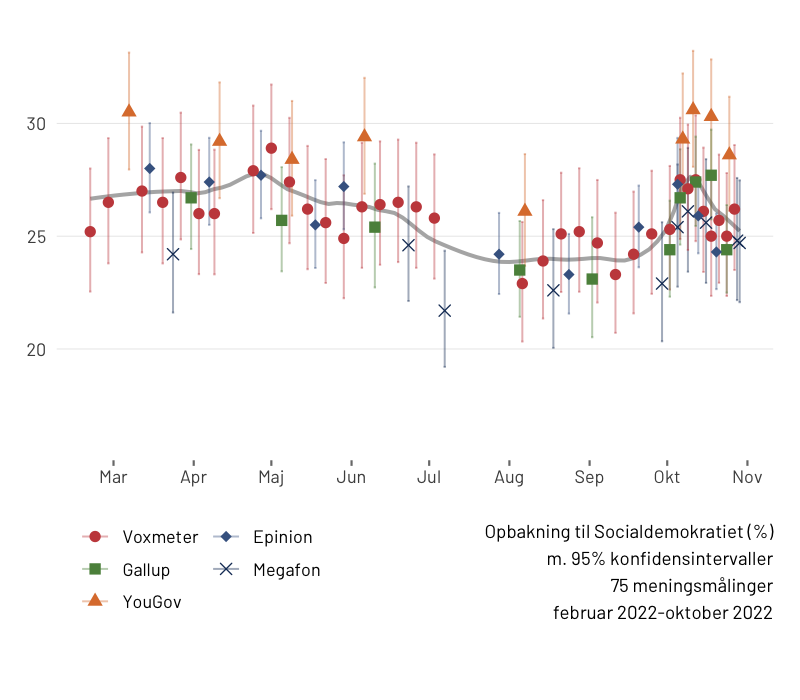 30
25
20
Mar Apr Maj Jun Jul Aug Sep Okt Nov
Voxmeter Epinion
Gallup Megafon
YouGov
Opbakning til Socialdemokratiet (%)
m. 95% konfidensintervaller
75 meningsmålinger
februar 2022-oktober 2022